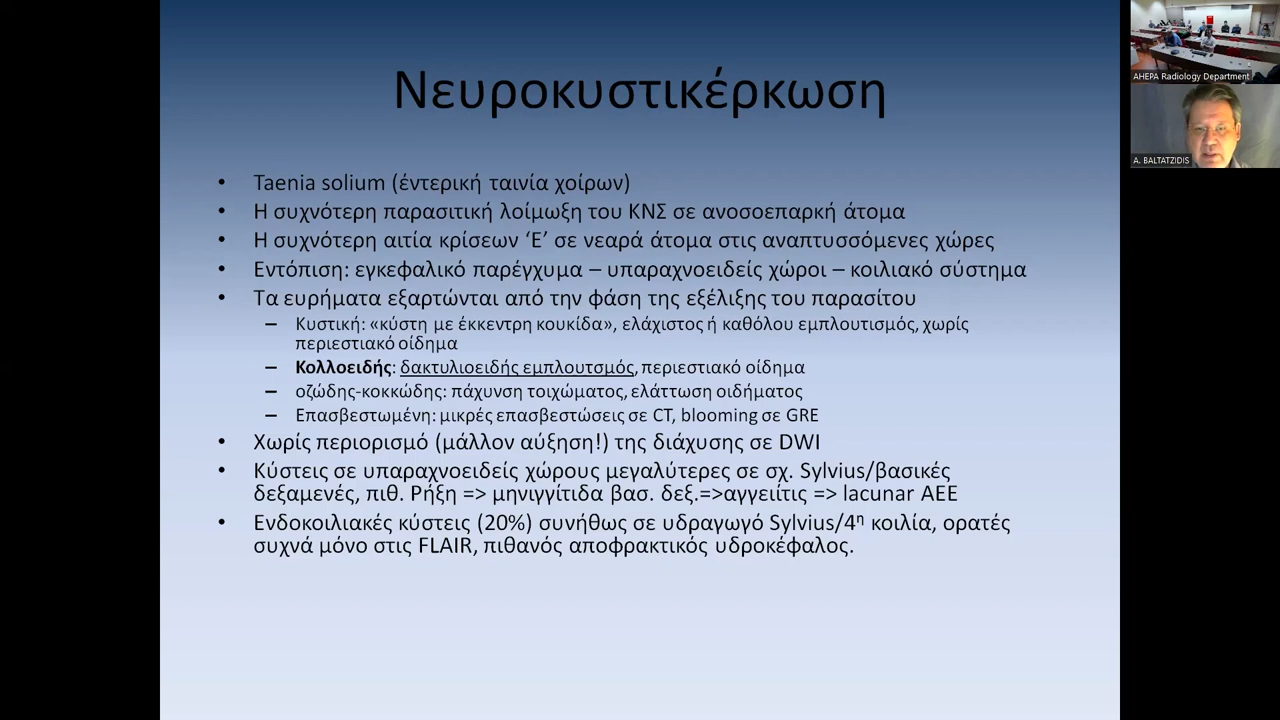 Νευροκυστικέρκωση
• Taenia solium (έντερική ταινία χοίρων)
• Η συχνότερη παρασιτική λοίμωξη του ΚΝΣ σε ανοσοεπαρκή άτομα
• Η συχνότερη αιτία κρίσεων ‘Ε’ σε νεαρά άτομα στις αναπτυσσόμενες χώρες
• Εντόπιση: εγκεφαλικό παρέγχυμα – υπαραχνοειδείς χώροι – κοιλιακό σύστημα
• Τα ευρήματα εξαρτώνται από την φάση της εξέλιξης του παρασίτου
– Κυστική: «κύστη με έκκεντρη κουκίδα», ελάχιστος ή καθόλου εμπλουτισμός, χωρίς
περιεστιακό οίδημα
– Κολλοειδής: δακτυλιοειδής εμπλουτσμός, περιεστιακό οίδημα
– οζώδης-κοκκώδης: πάχυνση τοιχώματος, ελάττωση οιδήματος
– Επασβεστωμένη: μικρές επασβεστώσεις σε CT, blooming σε GRE
• Χωρίς περιορισμό (μάλλον αύξηση!) της διάχυσης σε DWI
• Κύστεις σε υπαραχνοειδείς χώρους μεγαλύτερες σε σχ. Sylvius/βασικές
δεξαμενές, πιθ. Ρήξη => μηνιγγίτιδα βασ. δεξ.=>αγγειίτις => lacunar ΑΕΕ
• Ενδοκοιλιακές κύστεις (20%) συνήθως σε υδραγωγό Sylvius/4η κοιλία, ορατές
συχνά μόνο στις FLAIR, πιθανός αποφρακτικός υδροκέφαλος.
AHEPA Radiology Department
A. BALTATZIDIS